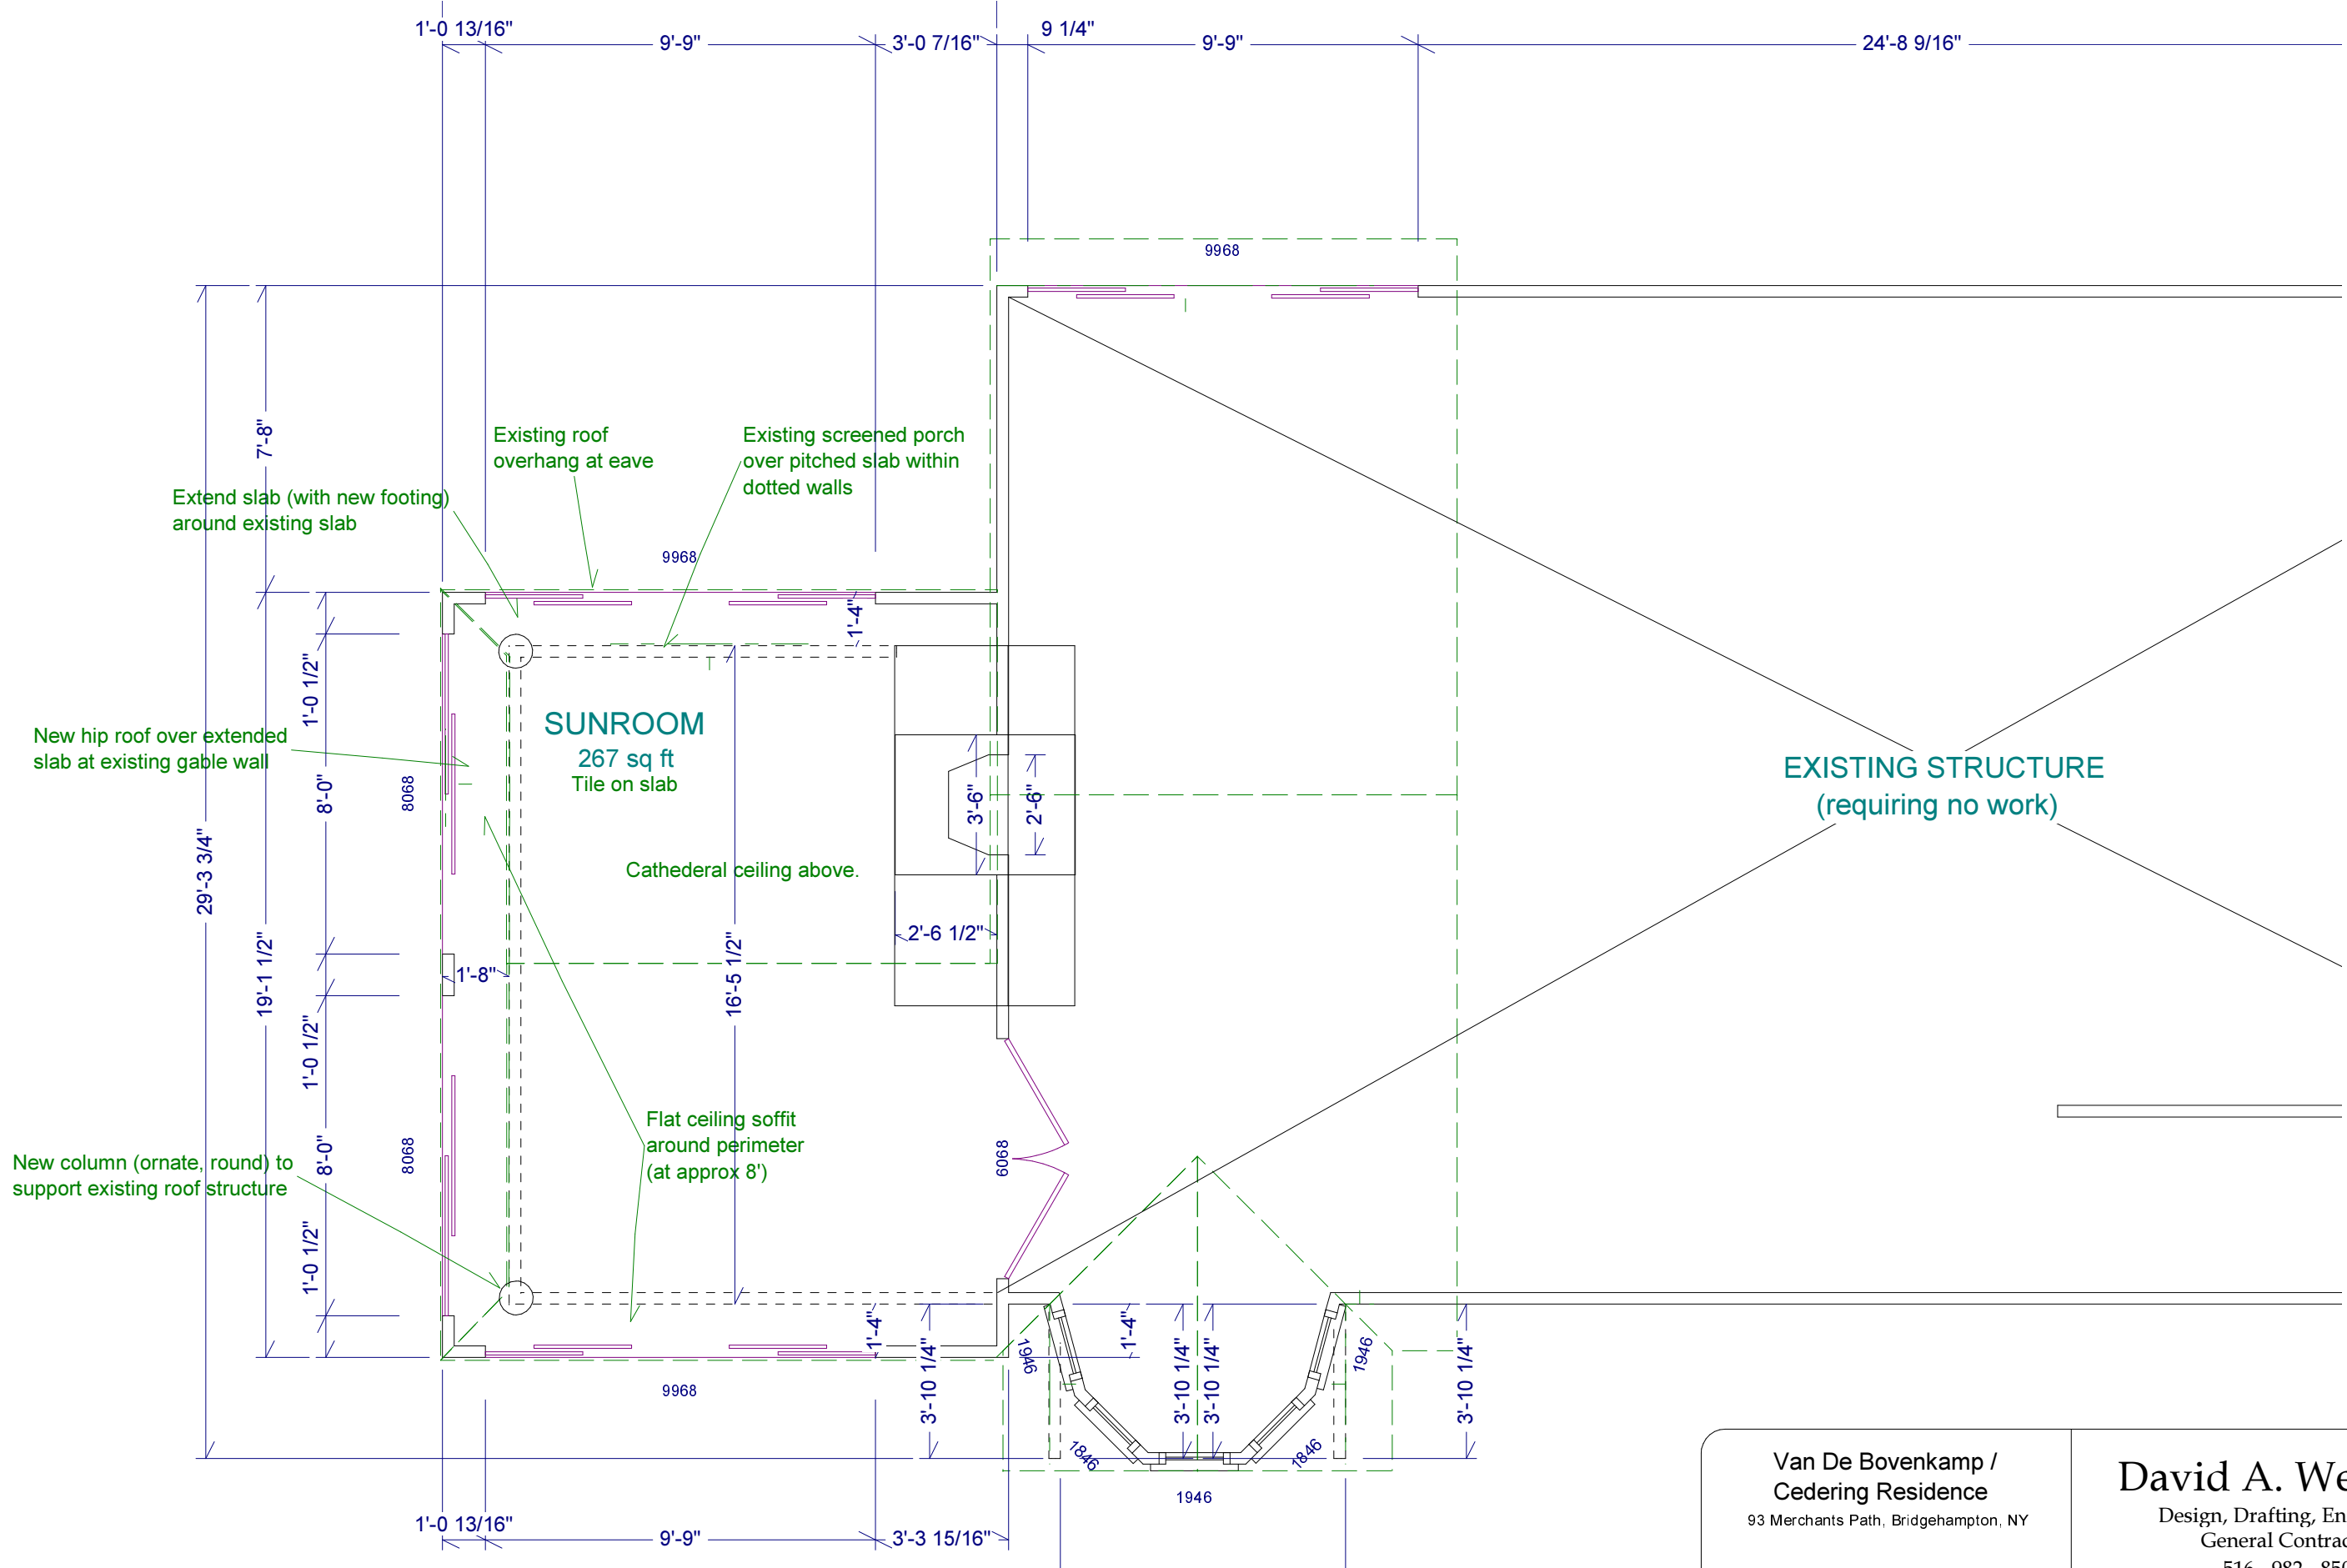 1'-0 13/16"
9'-9"
3'-0 7/16"
9 1/4"
9'-9"
24'-8 9/16"
9968
7'-8"
Existing roof
overhang at eave
Existing screened porch
over pitched slab within
dotted walls
Extend slab (with new footing)
around existing slab
9968
1'-4"
1'-0 1/2"
New hip roof over extended
slab at existing gable wall
SUNROOM
267 sq ft
Tile on slab
8'-0"
8068
3'-6"
2'-6"
EXISTING STRUCTURE
(requiring no work)
29'-3 3/4"
Cathederal ceiling above.
19'-1 1/2"
1'-8"
16'-5 1/2"
2'-6 1/2"
1'-0 1/2"
Flat ceiling soffit
around perimeter
(at approx 8')
6068
8'-0"
8068
New column (ornate, round) to
support existing roof structure
1'-0 1/2"
1'-4"
3'-10 1/4"
1946
1'-4"
3'-10 1/4"
3'-10 1/4"
1946
3'-10 1/4"
9968
1846
1846
1946
1'-0 13/16"
9'-9"
3'-3 15/16"
Van De Bovenkamp /
Cedering Residence
93 Merchants Path, Bridgehampton, NY
David A.
Design, Drafting,
General
516 - 982 -